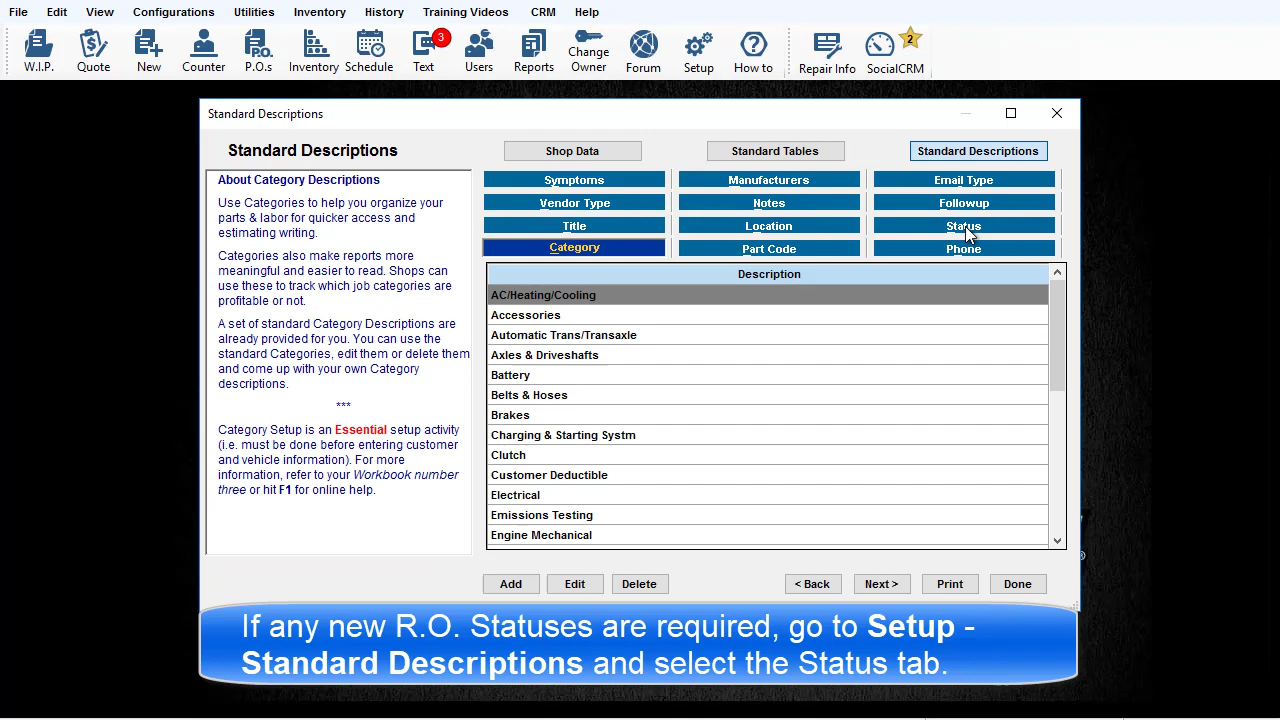 File Edit View Configurations Utilities Inventory History Training Videos CRM Help
W.I.P. Quote New Counter P.O.s Inventory Schedule Text 3 Users Reports Change Owner Forum Setup How to Repair Info SocialCRM 2
P.O.
Standard Descriptions
Standard Descriptions
Shop Data Standard Tables Standard Descriptions
Symptoms Manufacturers Email Type
Vendor Type Notes Followup
Title Location Status
Category Part Code Phone
About Category Descriptions
Use Categories to help you organize your
parts & labor for quicker access and
estimating writing.
Categories also make reports more
meaningful and easier to read. Shops can
use these to track which job categories are
profitable or not.
A set of standard Category Descriptions are
already provided for you. You can use the
standard Categories, edit them or delete them
and come up with your own Category
descriptions.
***
Category Setup is an Essential setup activity
(i.e. must be done before entering customer
and vehicle information). For more
information, refer to your Workbook number
three or hit F1 for online help.
Description
AC/Heating/Cooling
Accessories
Automatic Trans/Transaxle
Axles & Driveshafts
Battery
Belts & Hoses
Brakes
Charging & Starting Systm
Clutch
Customer Deductible
Electrical
Emissions Testing
Engine Mechanical
Add Edit Delete < Back Next > Print Done
®
If any new R.O. Statuses are required, go to Setup -
Standard Descriptions and select the Status tab.